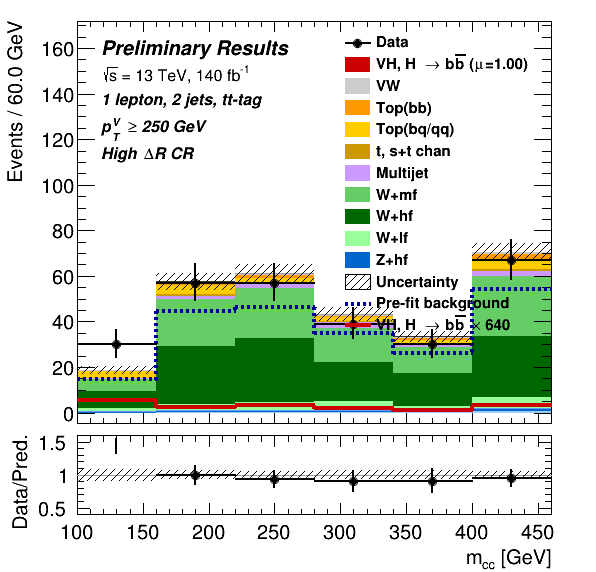 Events / 60.0 GeV
160
140
120
100
80
60
40
20
0
Preliminary Results
√s = 13 TeV, 140 fb⁻¹
1 lepton, 2 jets, tt-tag
p_T^V ≥ 250 GeV
High ΔR CR
Data
VH, H → bb̅ (μ=1.00)
VW
Top(bb)
Top(bq/qq)
t, s+t chan
Multijet
W+mf
W+hf
W+lf
Z+hf
Uncertainty
Pre-fit background
VH, H → bb̅ × 640
Data/Pred.
1.5
1
0.5
100 150 200 250 300 350 400 450
m_cc [GeV]